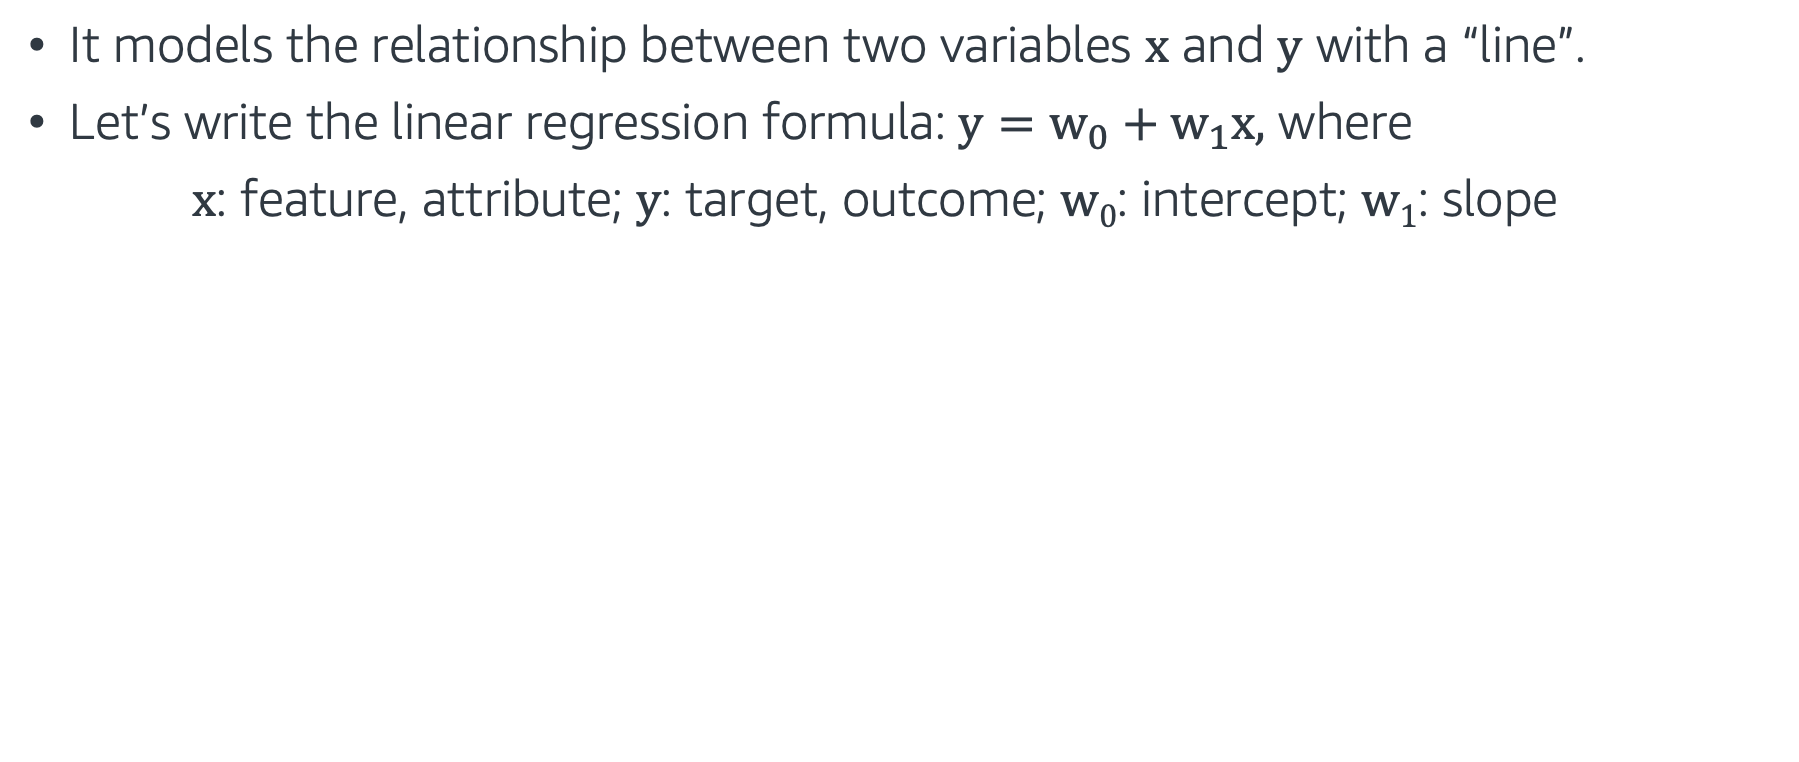 • It models the relationship between two variables x and y with a “line”.
• Let’s write the linear regression formula: y = w₀ + w₁x, where
x: feature, attribute; y: target, outcome; w₀: intercept; w₁: slope